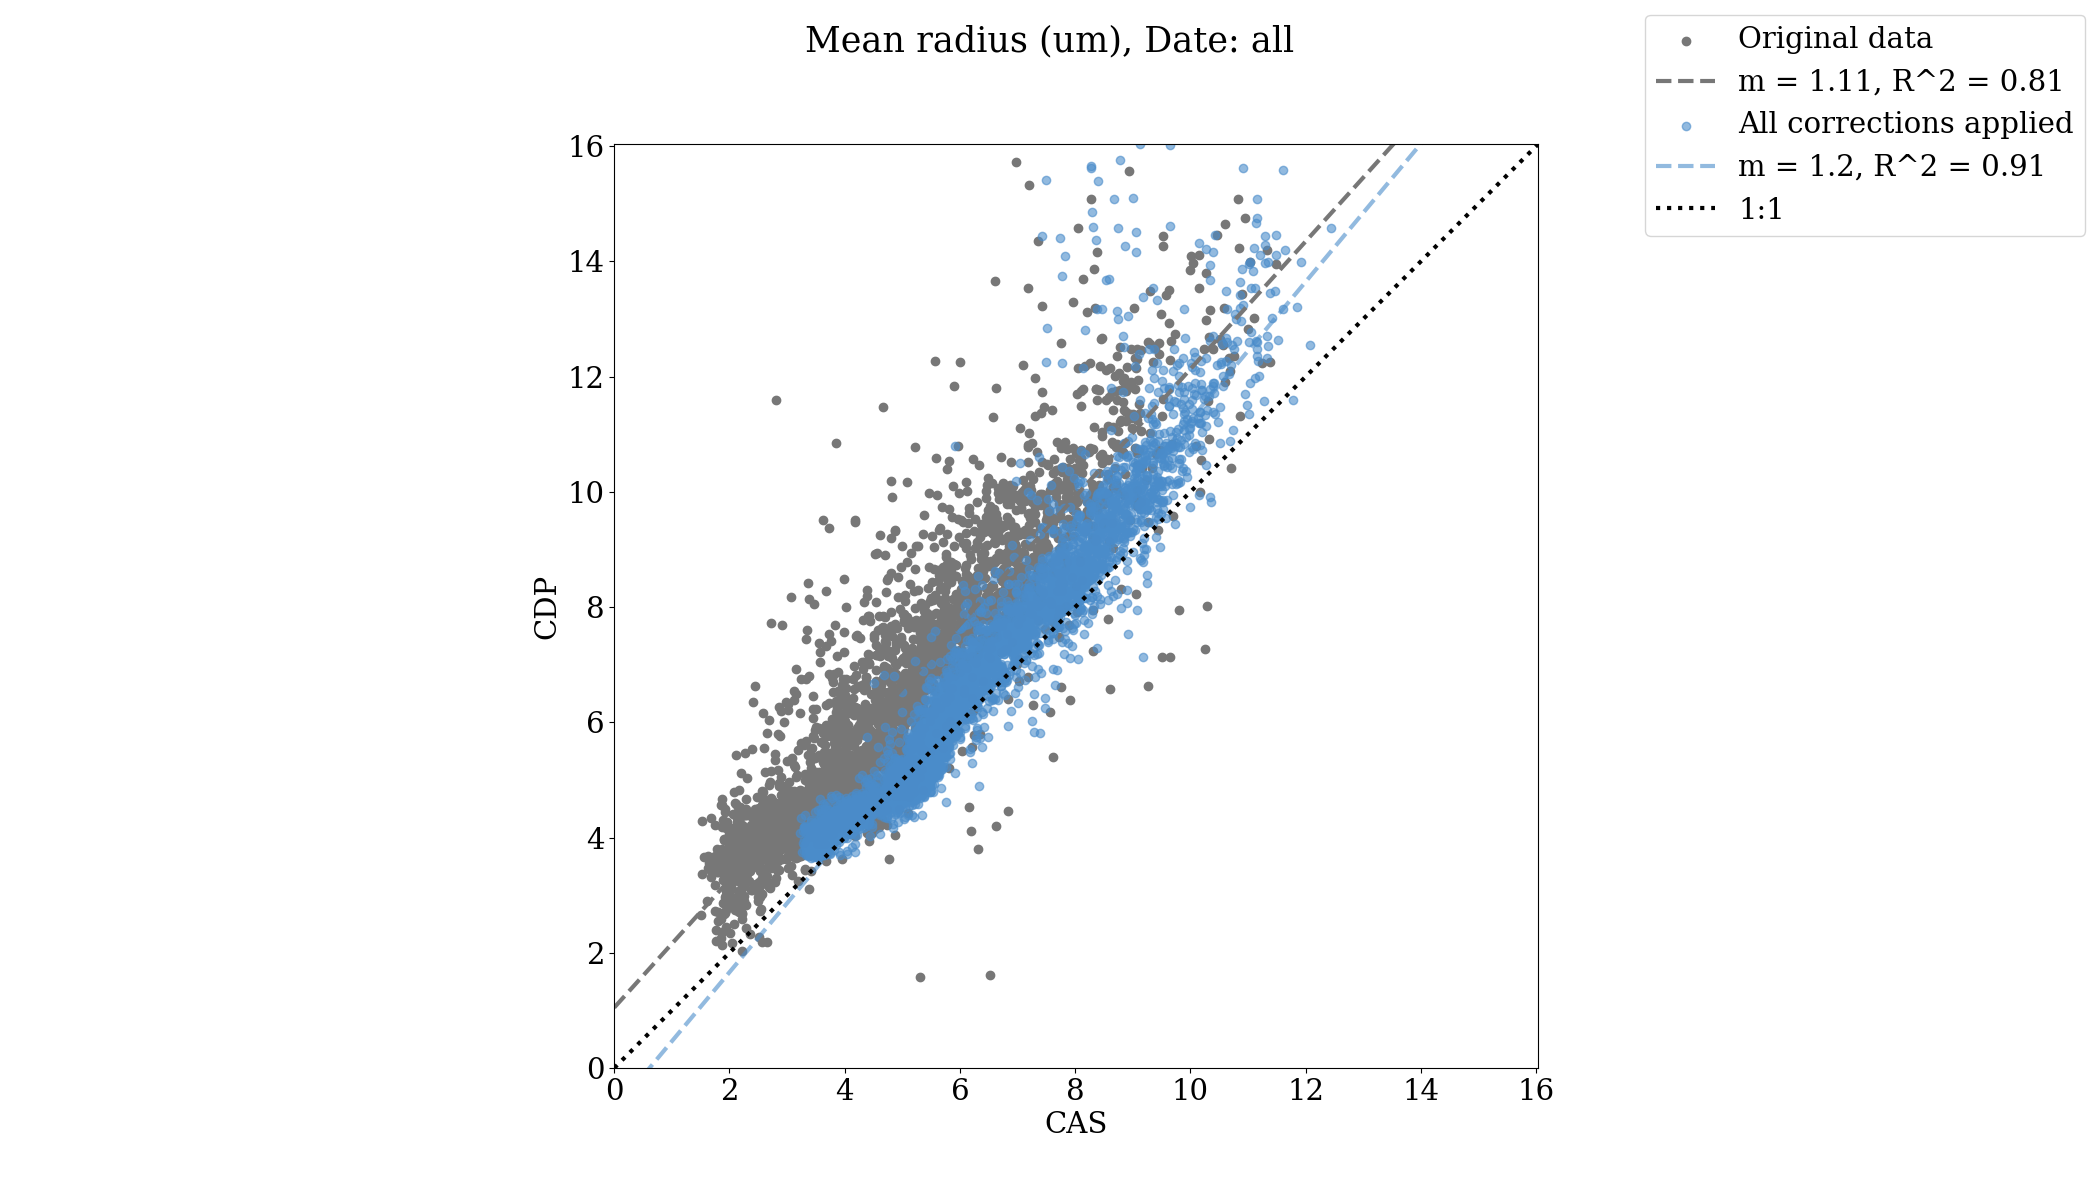 Mean radius (um), Date: all
Original data
m = 1.11, R^2 = 0.81
All corrections applied
m = 1.2, R^2 = 0.91
1:1
16
14
12
10
8
6
4
2
0
CDP
0 2 4 6 8 10 12 14 16
CAS